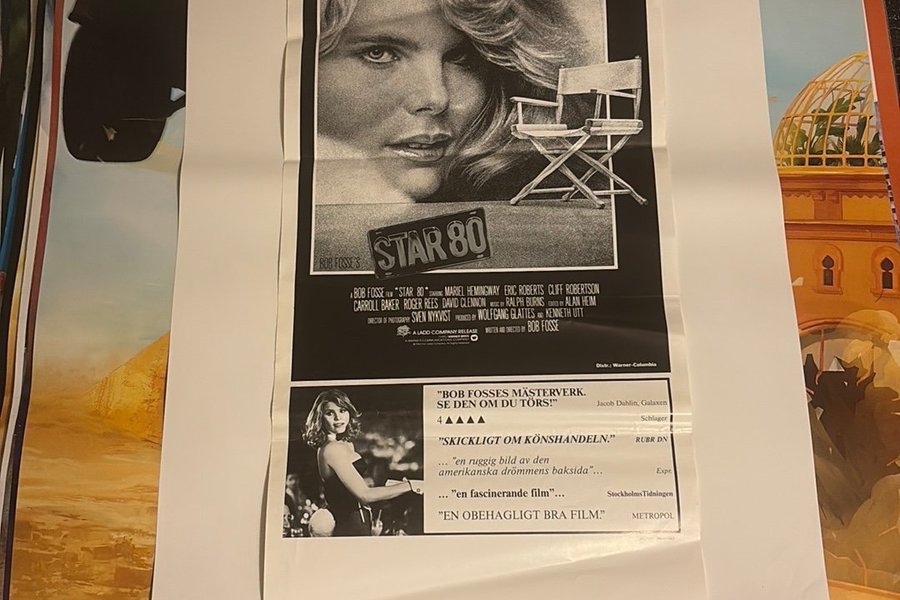 BOB FOSSE'S
STAR 80
A BOB FOSSE FILM "STAR 80" STARRING MARIEL HEMINGWAY ERIC ROBERTS CLIFF ROBERTSON
CARROLL BAKER ROGER REES DAVID CLENNON MUSIC BY RALPH BURNS EDITED BY ALAN HEIM
DIRECTOR OF PHOTOGRAPHY SVEN NYKVIST PRODUCED BY WOLFGANG GLATTES AND KENNETH UTT
A LADD COMPANY RELEASE WRITTEN AND DIRECTED BY BOB FOSSE
A WARNER COMMUNICATIONS COMPANY
Distr.: Warner-Columbia
"BOB FOSSES MÄSTERVERK.
SE DEN OM DU TÖRS!" Jacob Dahlin, Galaxen
4 ▲▲▲▲ Schlager
"SKICKLIGT OM KÖNSHANDELN." RUBR DN
... "en ruggig bild av den
amerikanska drömmens baksida"... Expr.
... "en fascinerande film"... StockholmsTidningen
"EN OBEHAGLIGT BRA FILM." METROPOL